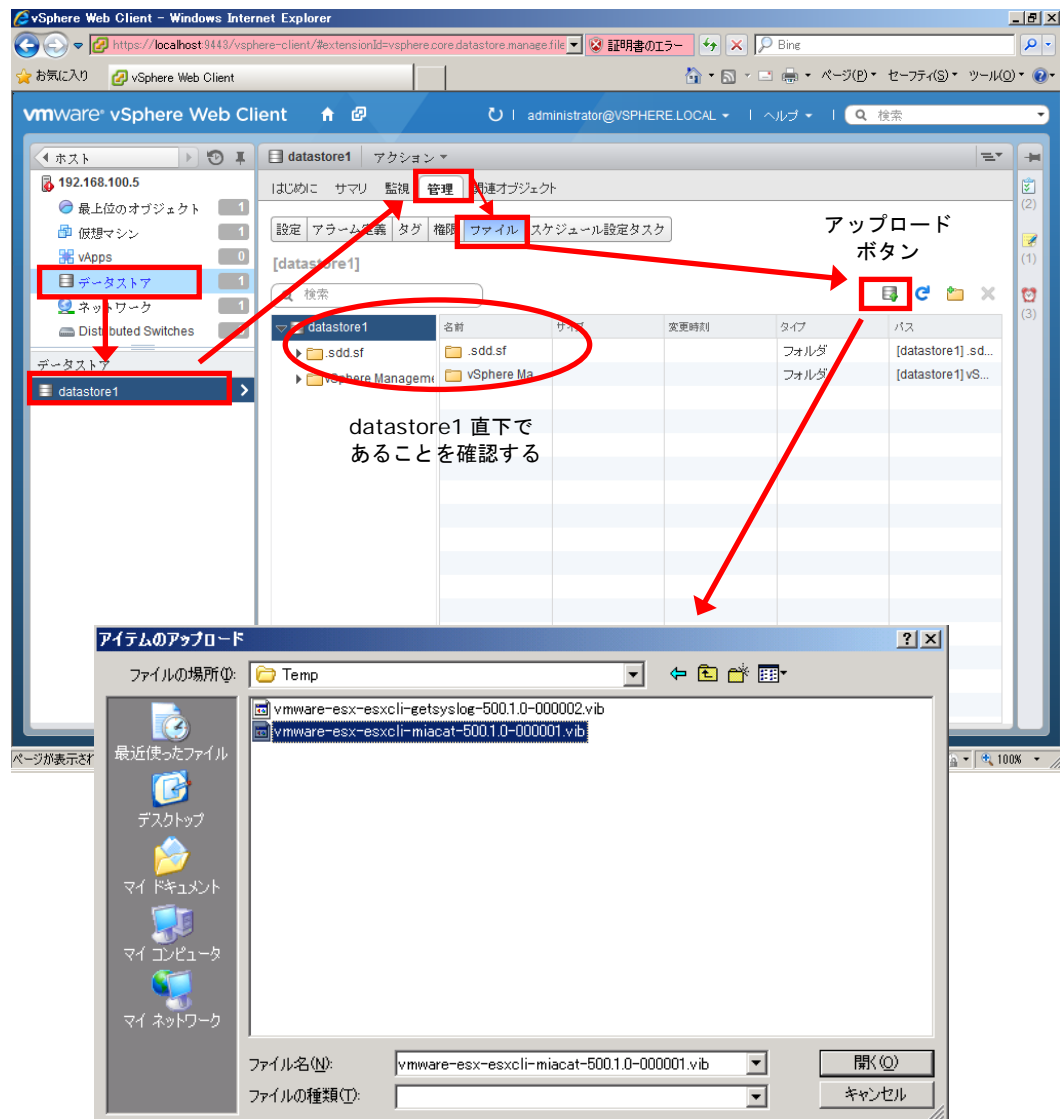 vSphere Web Client - Windows Internet Explorer
https://localhost:9443/vsphere-client/#extensionId=vsphere.core.datastore.manage.file
証明書のエラー
Bing
お気に入り
vSphere Web Client
ページ(P)
セーフティ(S)
ツール(O)
vmware® vSphere Web Client
administrator@VSPHERE.LOCAL
ヘルプ
検索
ホスト
datastore1
アクション
192.168.100.5
はじめに
サマリ
監視
管理
関連オブジェクト
(2)
最上位のオブジェクト
1
仮想マシン
1
設定
アラーム定義
タグ
権限
ファイル
スケジュール設定タスク
アップロード
ボタン
(1)
vApps
0
[datastore1]
データストア
1
検索
ネットワーク
1
(3)
Distributed Switches
datastore1
名前
サイズ
変更時刻
タイプ
パス
.sdd.sf
.sdd.sf
フォルダ
[datastore1] .sd...
データストア
vSphere Manageme
vSphere Ma...
フォルダ
[datastore1] vS...
datastore1
datastore1 直下で
あることを確認する
アイテムのアップロード
ファイルの場所(I):
Temp
vmware-esx-esxcli-getsyslog-500.1.0-000002.vib
vmware-esx-esxcli-miacat-500.1.0-000001.vib
最近使ったファイル
ページが表示され
100%
デスクトップ
マイ ドキュメント
マイ コンピュータ
マイ ネットワーク
ファイル名(N):
vmware-esx-esxcli-miacat-500.1.0-000001.vib
開く(O)
ファイルの種類(T):
キャンセル